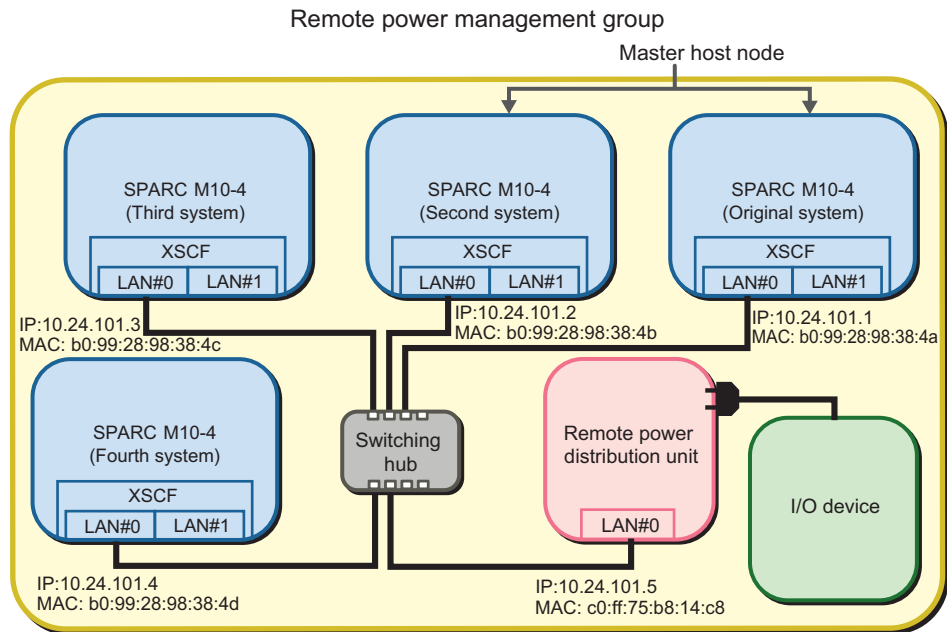 Remote power management group
Master host node
SPARC M10-4
(Third system)
XSCF
LAN#0
LAN#1
SPARC M10-4
(Second system)
XSCF
LAN#0
LAN#1
SPARC M10-4
(Original system)
XSCF
LAN#0
LAN#1
IP:10.24.101.3
MAC: b0:99:28:98:38:4c
IP:10.24.101.2
MAC: b0:99:28:98:38:4b
IP:10.24.101.1
MAC: b0:99:28:98:38:4a
SPARC M10-4
(Fourth system)
XSCF
LAN#0
LAN#1
Switching
hub
Remote power
distribution unit
LAN#0
I/O device
IP:10.24.101.4
MAC: b0:99:28:98:38:4d
IP:10.24.101.5
MAC: c0:ff:75:b8:14:c8